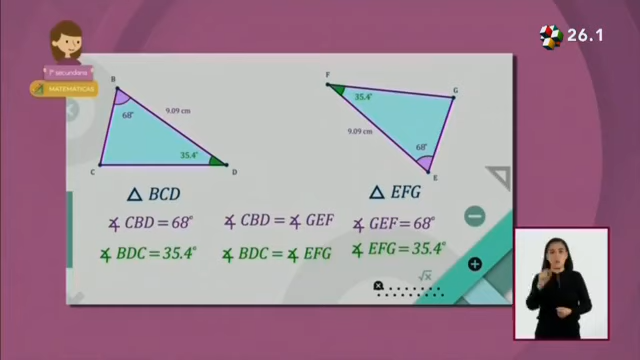 26.1
1° secundaria
MATEMÁTICAS
B
68°
9.09 cm
35.4°
C
D
F
G
35.4°
9.09 cm
68°
E
△ BCD
△ EFG
∡ CBD = 68°
∡ CBD = ∡ GEF
∡ GEF = 68°
∡ BDC = 35.4°
∡ BDC = ∡ EFG
∡ EFG = 35.4°
√x